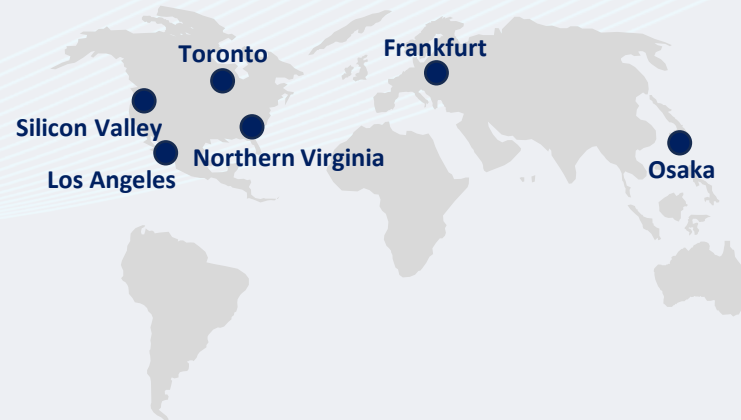 Toronto
Frankfurt
Silicon Valley
Northern Virginia
Los Angeles
Osaka